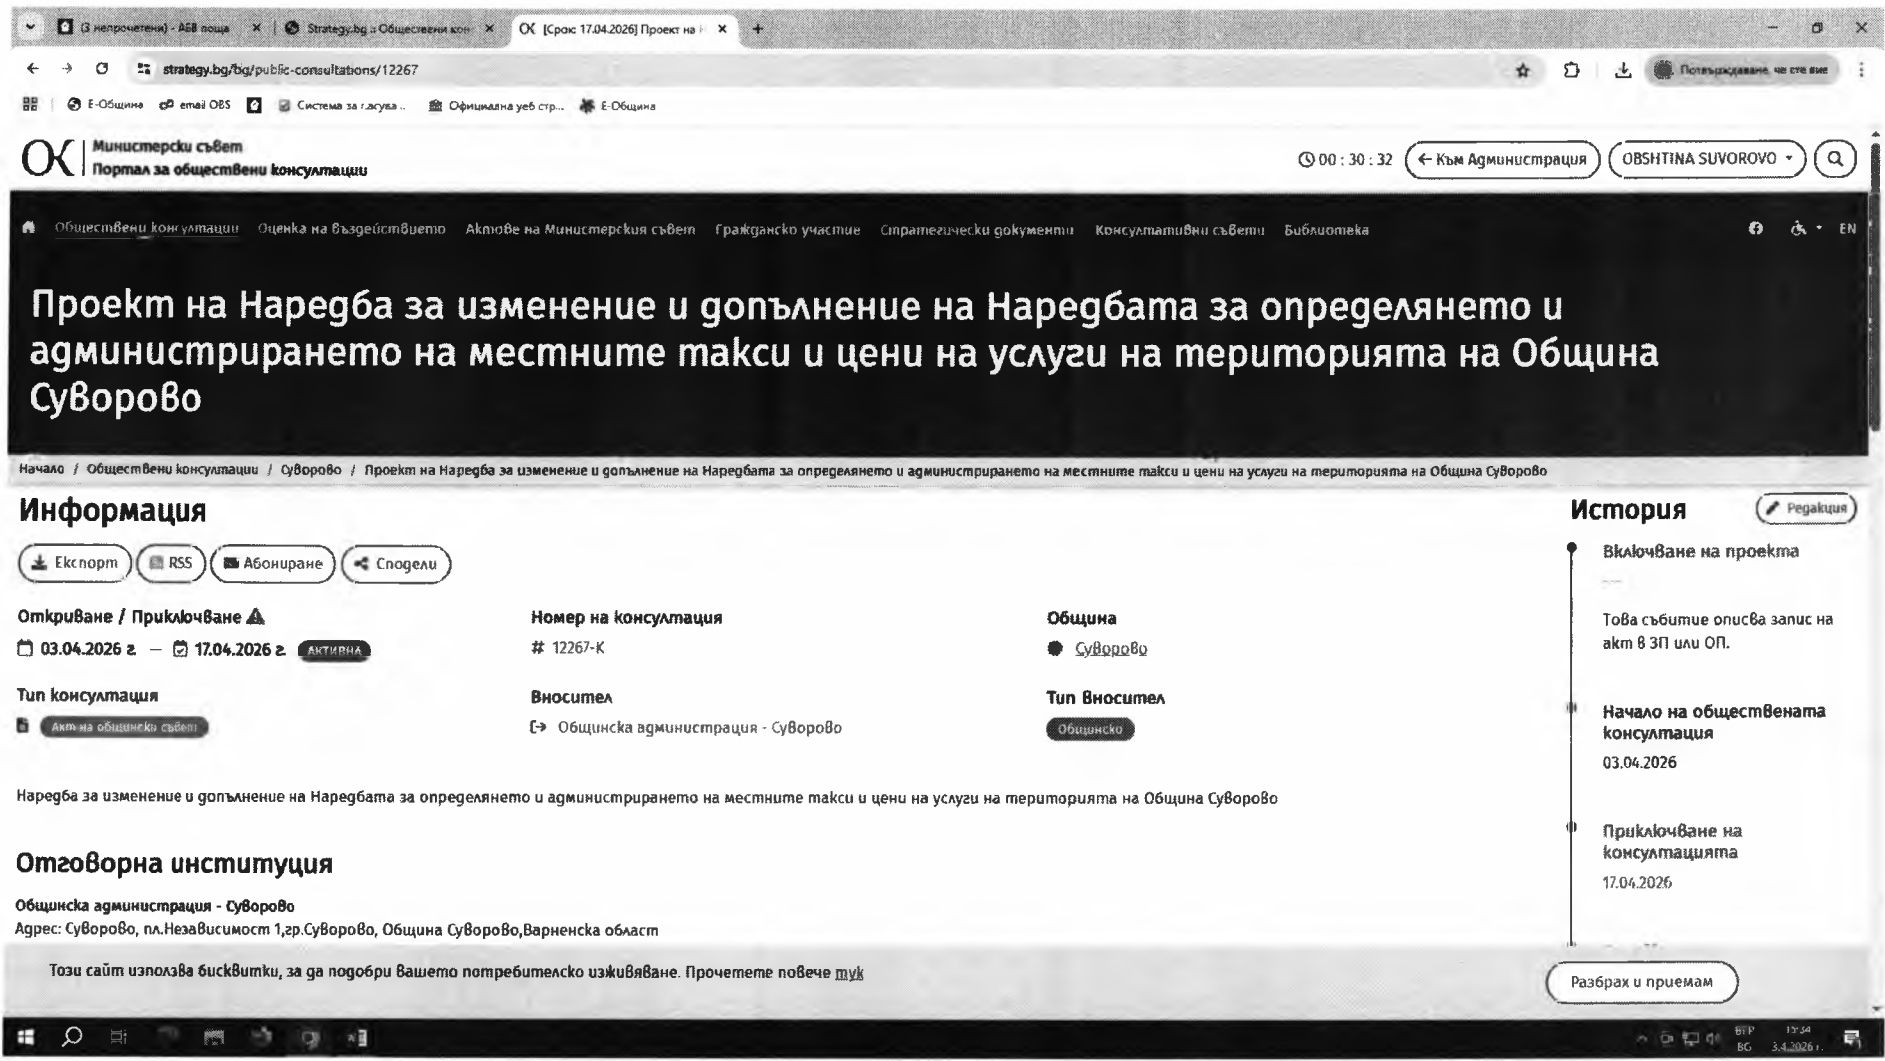 (3 непрочетени) - АБВ поща
Strategy.bg :: Обществени кон
[Срок: 17.04.2026] Проект на
strategy.bg/bg/public-consultations/12267
Потвърждаване, че сте вие
Е-Община
email OBS
Система за гласува...
Официална уеб стр...
Е-Община
Министерски съвет
Портал за обществени консултации
00 : 30 : 32
← Към Администрация
OBSHTINA SUVOROVO
Обществени консултации Оценка на въздействието Актове на Министерския съвет Гражданско участие Стратегически документи Консултативни съвети Библиотека
EN
Проект на Наредба за изменение и допълнение на Наредбата за определянето и
администрирането на местните такси и цени на услуги на територията на Община
Суворово
Начало / Обществени консултации / Суворово / Проект на Наредба за изменение и допълнение на Наредбата за определянето и администрирането на местните такси и цени на услуги на територията на Община Суворово
Информация
Експорт
RSS
Абониране
Сподели
Откриване / Приключване
03.04.2026 г. — 17.04.2026 г. АКТИВНА
Номер на консултация
# 12267-К
Община
Суворово
Тип консултация
Акт на общински съвет
Вносител
Общинска администрация - Суворово
Тип вносител
Общинско
Наредба за изменение и допълнение на Наредбата за определянето и администрирането на местните такси и цени на услуги на територията на Община Суворово
Отговорна институция
Общинска администрация - Суворово
Адрес: Суворово, пл.Независимост 1,гр.Суворово, Община Суворово,Варненска област
История
Редакция
Включване на проекта
Това събитие описва запис на
акт в ЗП или ОП.
Начало на обществената
консултация
03.04.2026
Приключване на
консултацията
17.04.2026
Този сайт използва бисквитки, за да подобри Вашето потребителско изживяване. Прочетете повече тук
Разбрах и приемам
BG
15:34
3.4.2026 г.